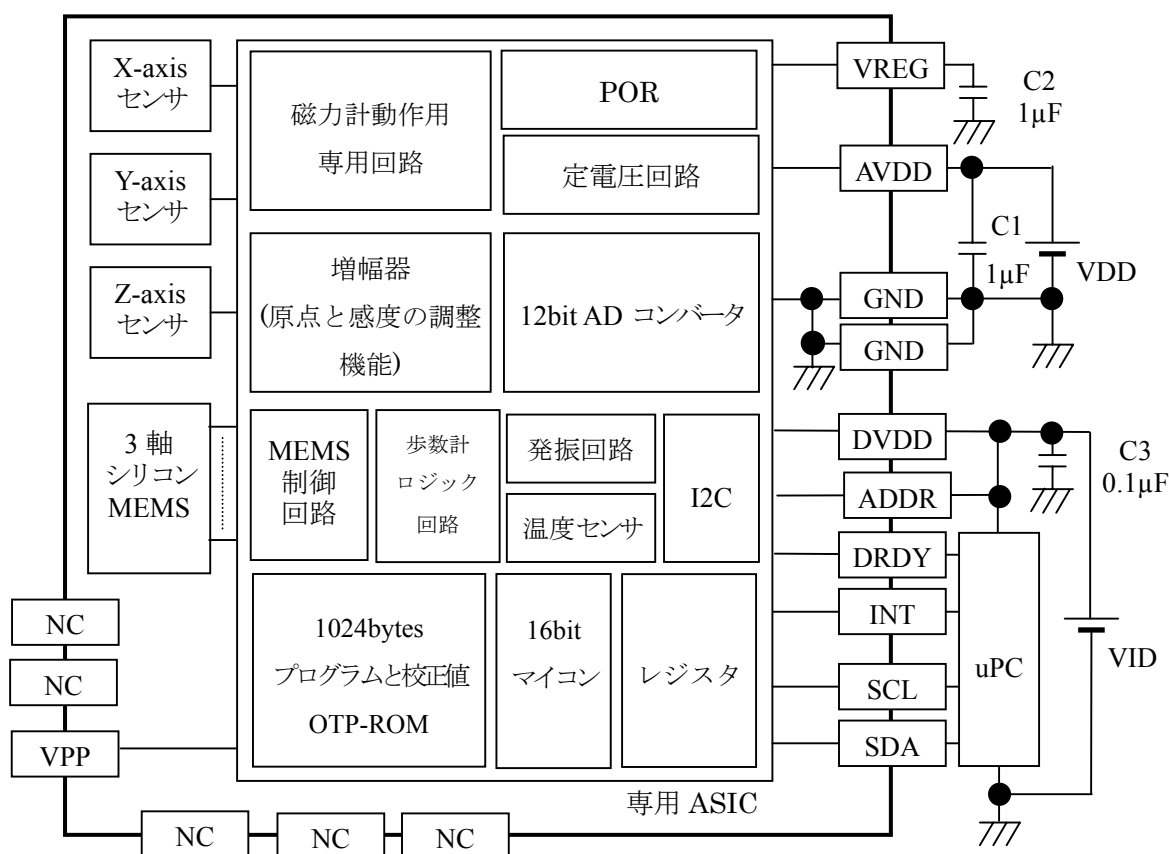 X-axis
センサ
Y-axis
センサ
Z-axis
センサ
3 軸
シリコン
MEMS
磁力計動作用
専用回路
POR
定電圧回路
増幅器
(原点と感度の調整
機能)
12bit AD コンバータ
MEMS
制御
回路
歩数計
ロジック
回路
発振回路
温度センサ
I2C
1024bytes
プログラムと校正値
OTP-ROM
16bit
マイコン
レジスタ
専用 ASIC
NC
NC
VPP
NC
NC
NC
VREG
AVDD
GND
GND
DVDD
ADDR
DRDY
INT
SCL
SDA
C2
1μF
C1
1μF
VDD
C3
0.1μF
uPC
VID